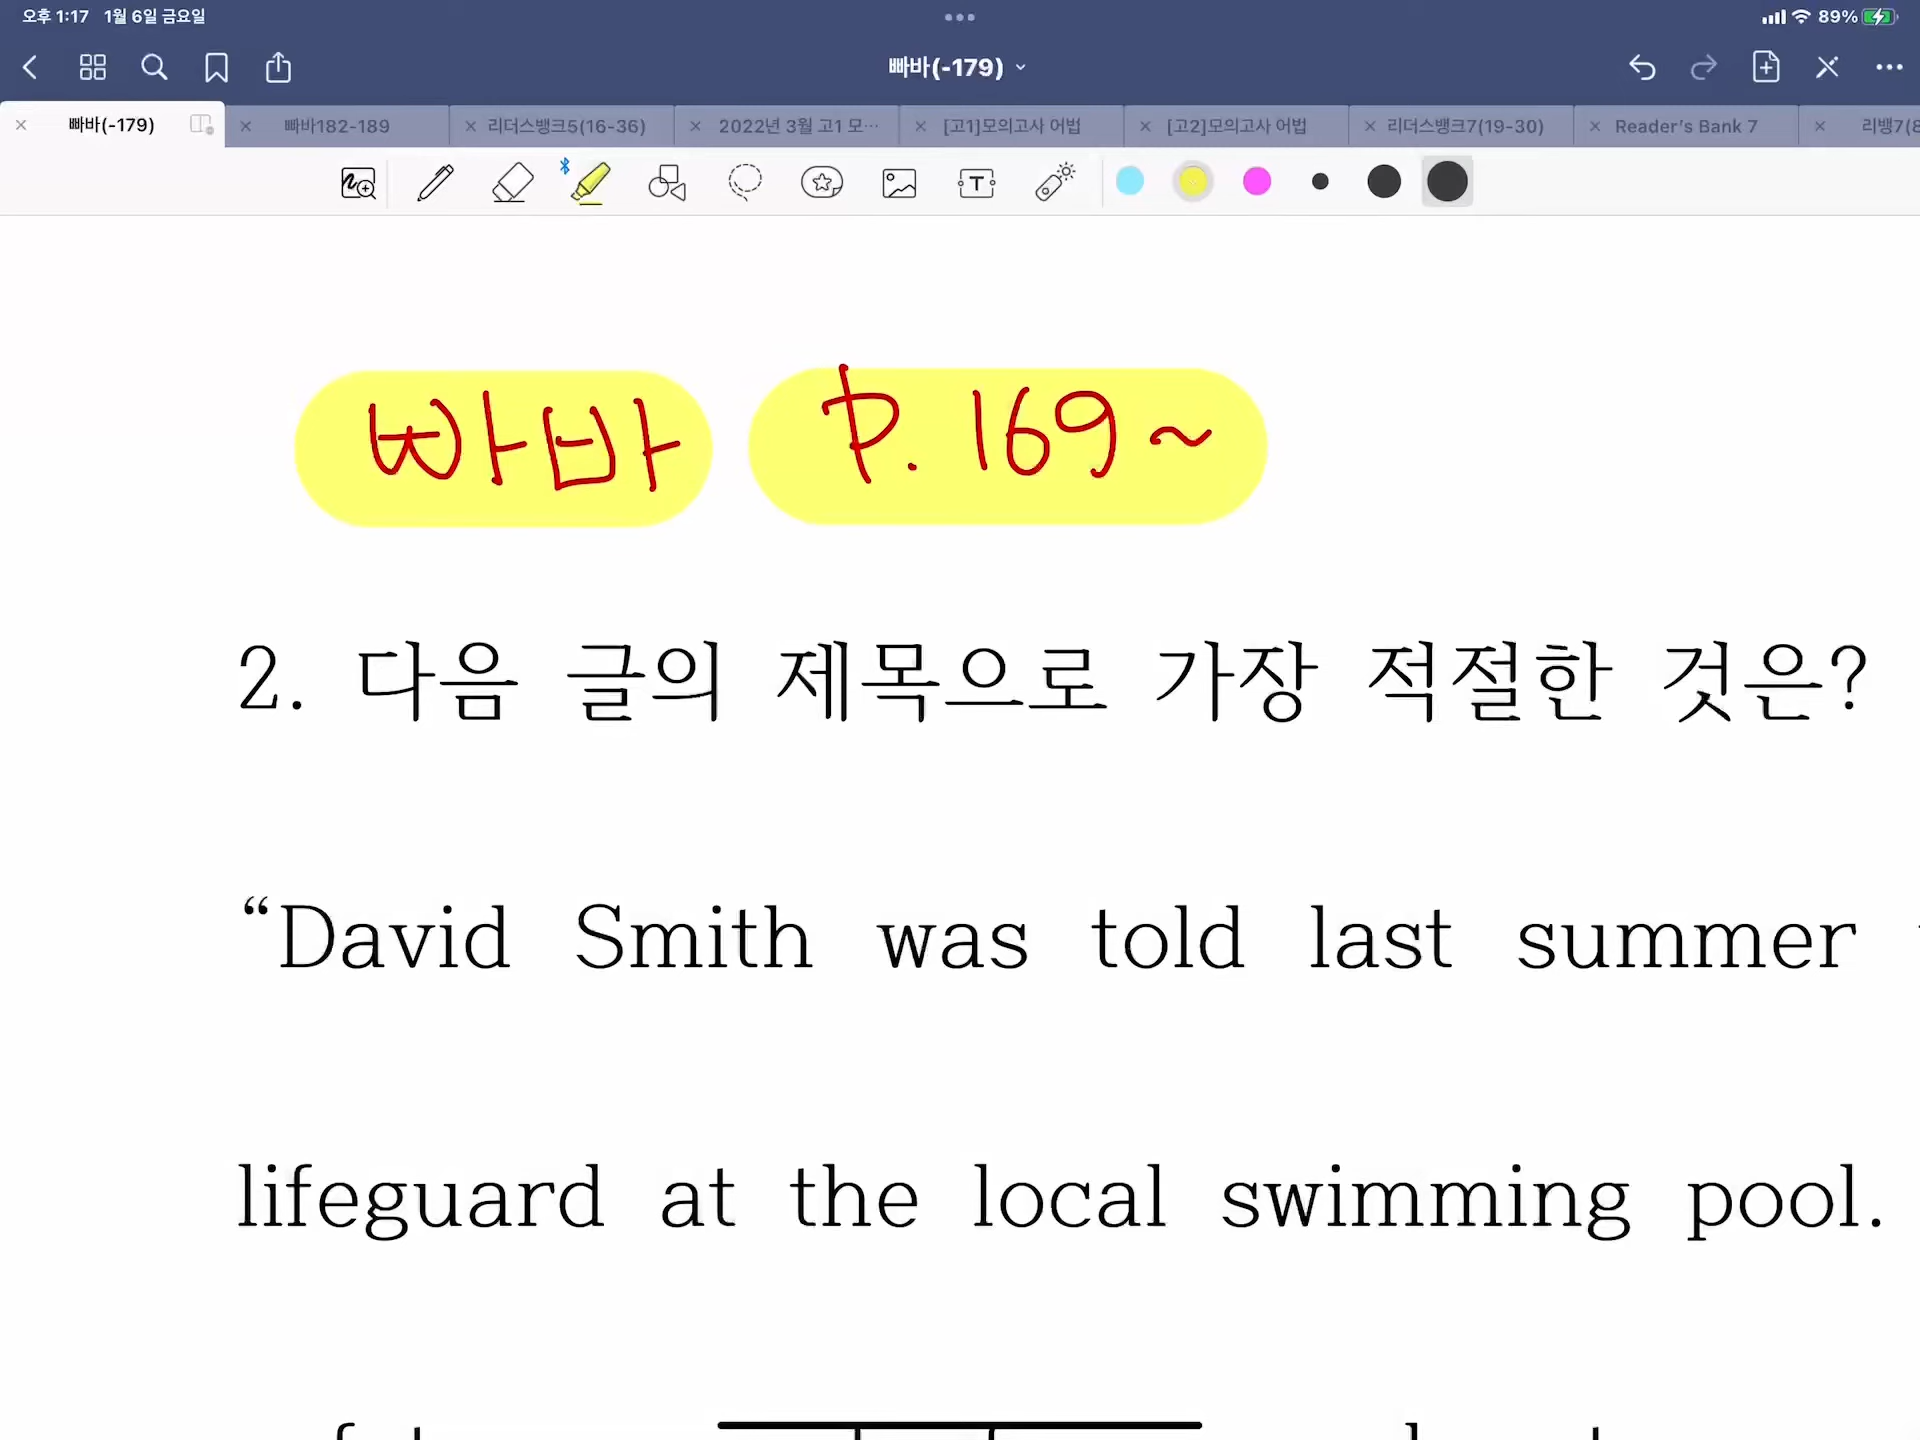 오후 1:17 1월 6일 금요일 89%
빠바(-179)
빠바(-179) 빠바182-189 리더스뱅크5(16-36) 2022년 3월 고1 모… [고1]모의고사 어법 [고2]모의고사 어법 리더스뱅크7(19-30) Reader's Bank 7 리뱅7(8
빠바 p. 169~
2. 다음 글의 제목으로 가장 적절한 것은?
“David Smith was told last summer
lifeguard at the local swimming pool.